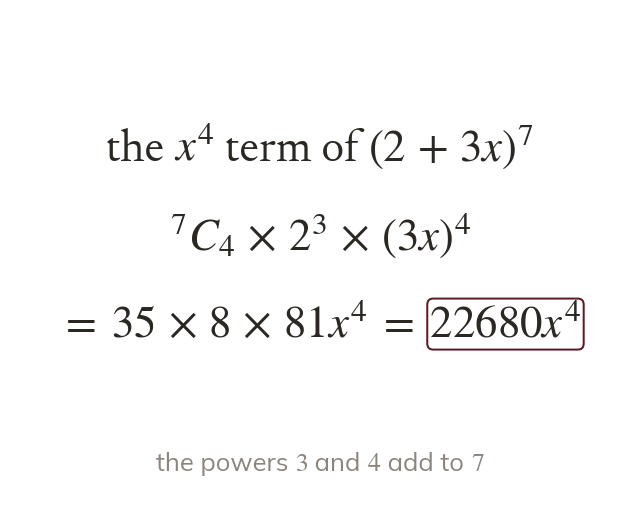 the x⁴ term of (2 + 3x)⁷
⁷C₄ × 2³ × (3x)⁴
= 35 × 8 × 81x⁴ = 22680x⁴
the powers 3 and 4 add to 7